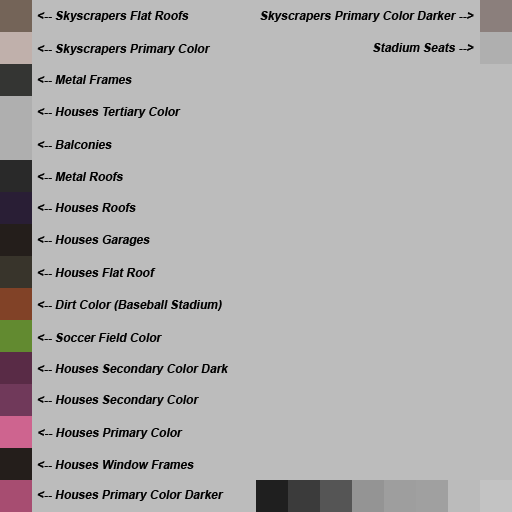 <-- Skyscrapers Flat Roofs
Skyscrapers Primary Color Darker -->
<-- Skyscrapers Primary Color
Stadium Seats -->
<-- Metal Frames
<-- Houses Tertiary Color
<-- Balconies
<-- Metal Roofs
<-- Houses Roofs
<-- Houses Garages
<-- Houses Flat Roof
<-- Dirt Color (Baseball Stadium)
<-- Soccer Field Color
<-- Houses Secondary Color Dark
<-- Houses Secondary Color
<-- Houses Primary Color
<-- Houses Window Frames
<-- Houses Primary Color Darker